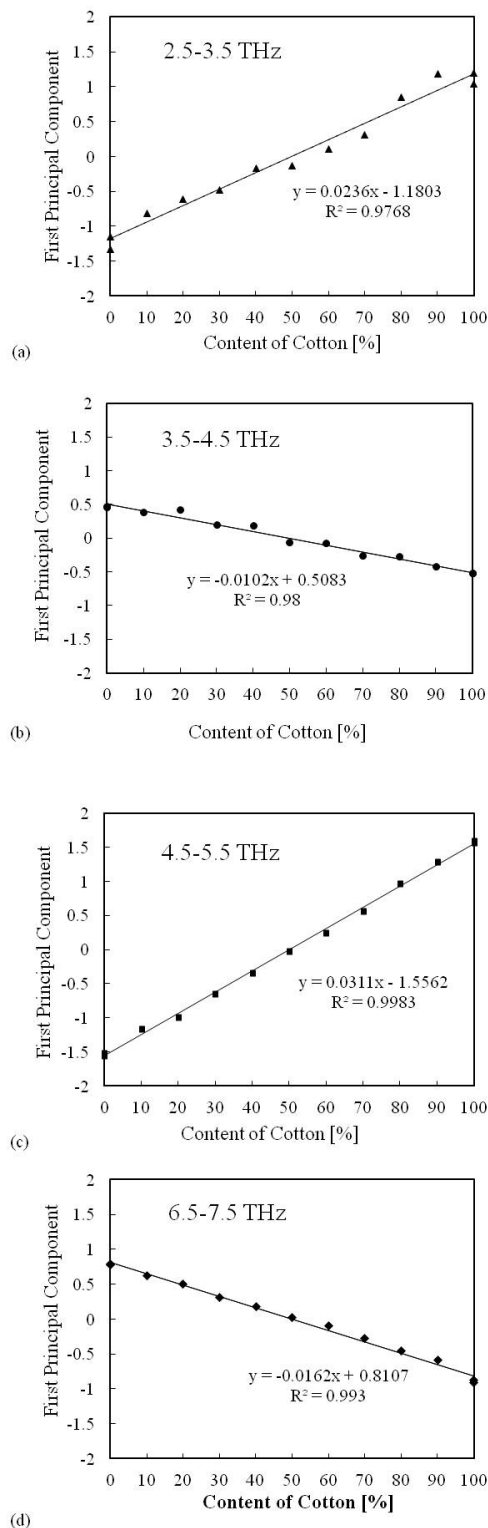 2.5-3.5 THz
First Principal Component
2
1.5
1
0.5
0
-0.5
-1
-1.5
-2
y = 0.0236x - 1.1803
R² = 0.9768
0 10 20 30 40 50 60 70 80 90 100
Content of Cotton [%]
(a)
3.5-4.5 THz
First Principal Component
2
1.5
1
0.5
0
-0.5
-1
-1.5
-2
y = -0.0102x + 0.5083
R² = 0.98
0 10 20 30 40 50 60 70 80 90 100
Content of Cotton [%]
(b)
4.5-5.5 THz
First Principal Component
2
1.5
1
0.5
0
-0.5
-1
-1.5
-2
y = 0.0311x - 1.5562
R² = 0.9983
0 10 20 30 40 50 60 70 80 90 100
Content of Cotton [%]
(c)
6.5-7.5 THz
First Principal Component
2
1.5
1
0.5
0
-0.5
-1
-1.5
-2
y = -0.0162x + 0.8107
R² = 0.993
0 10 20 30 40 50 60 70 80 90 100
Content of Cotton [%]
(d)